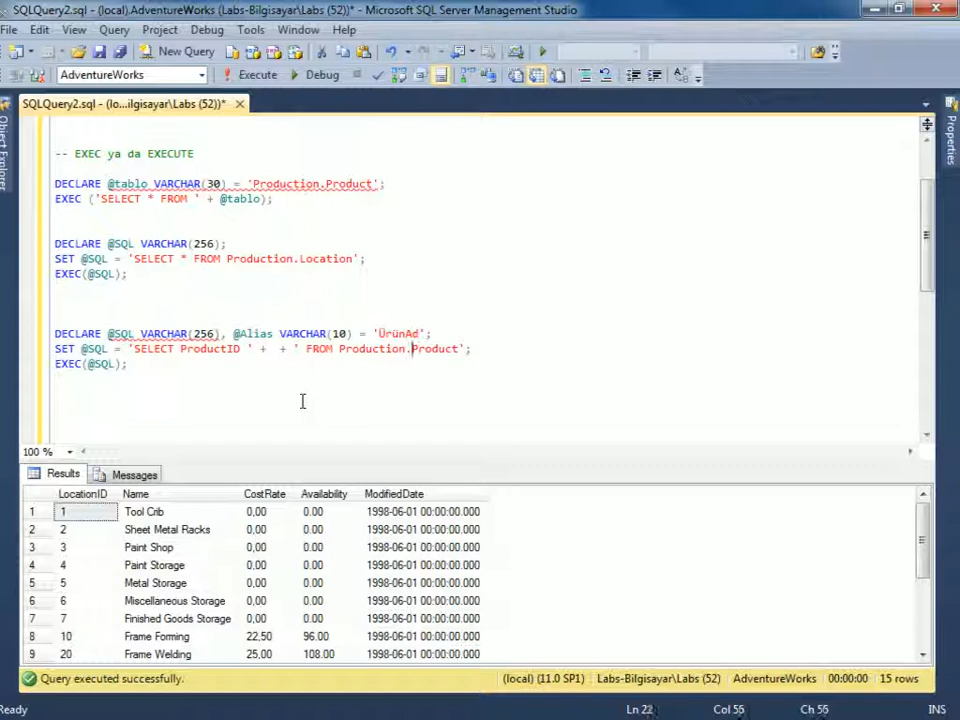 SQLQuery2.sql - (local).AdventureWorks (Labs-Bilgisayar\Labs (52))* - Microsoft SQL Server Management Studio
File Edit View Query Project Debug Tools Window Help
New Query
AdventureWorks Execute Debug
SQLQuery2.sql - (lo...ilgisayar\Labs (52))*
Object Explorer
Properties
-- EXEC ya da EXECUTE
DECLARE @tablo VARCHAR(30) = 'Production.Product';
EXEC ('SELECT * FROM ' + @tablo);
DECLARE @SQL VARCHAR(256);
SET @SQL = 'SELECT * FROM Production.Location';
EXEC(@SQL);
DECLARE @SQL VARCHAR(256), @Alias VARCHAR(10) = 'ÜrünAd';
SET @SQL = 'SELECT ProductID ' +  + ' FROM Production.Product';
EXEC(@SQL);
100 %
Results Messages
LocationID Name CostRate Availability ModifiedDate
1 1 Tool Crib 0,00 0.00 1998-06-01 00:00:00.000
2 2 Sheet Metal Racks 0,00 0.00 1998-06-01 00:00:00.000
3 3 Paint Shop 0,00 0.00 1998-06-01 00:00:00.000
4 4 Paint Storage 0,00 0.00 1998-06-01 00:00:00.000
5 5 Metal Storage 0,00 0.00 1998-06-01 00:00:00.000
6 6 Miscellaneous Storage 0,00 0.00 1998-06-01 00:00:00.000
7 7 Finished Goods Storage 0,00 0.00 1998-06-01 00:00:00.000
8 10 Frame Forming 22,50 96.00 1998-06-01 00:00:00.000
9 20 Frame Welding 25,00 108.00 1998-06-01 00:00:00.000
Query executed successfully. (local) (11.0 SP1) Labs-Bilgisayar\Labs (52) AdventureWorks 00:00:00 15 rows
Ready Ln 22 Col 55 Ch 55 INS